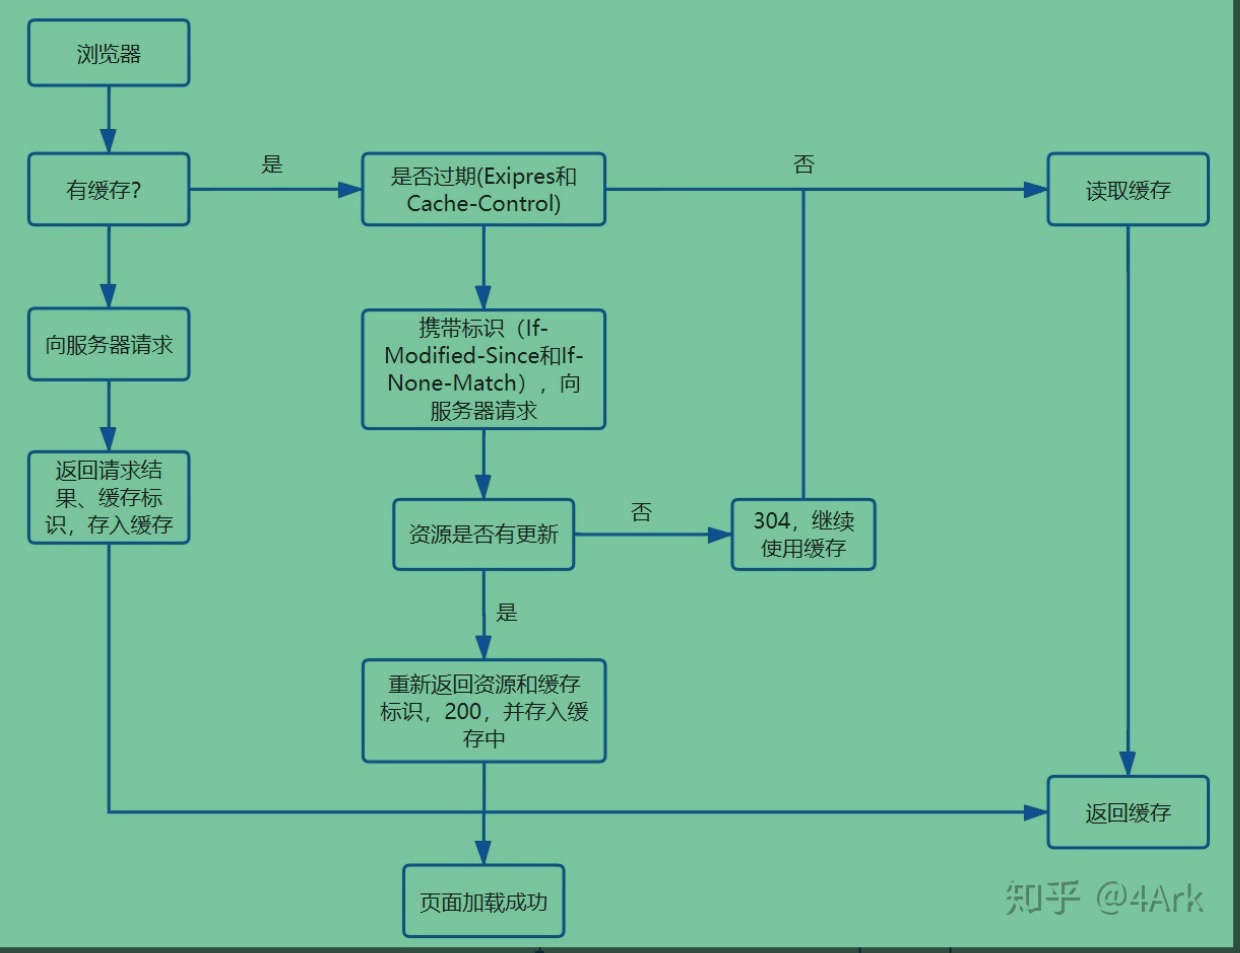 浏览器
有缓存?
是
是否过期(Exipres和
Cache-Control)
否
读取缓存
向服务器请求
携带标识（If-
Modified-Since和If-
None-Match），向
服务器请求
返回请求结
果、缓存标
识，存入缓存
资源是否有更新
否
304，继续
使用缓存
是
重新返回资源和缓存
标识，200，并存入缓
存中
返回缓存
页面加载成功
知乎 @4Ark